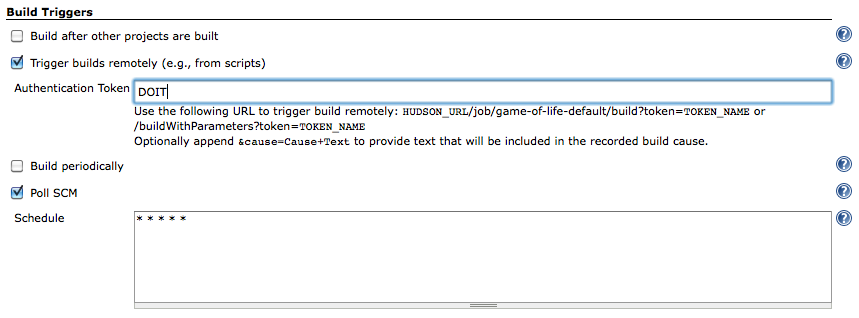 Build Triggers
Build after other projects are built
Trigger builds remotely (e.g., from scripts)
Authentication Token DOIT
Use the following URL to trigger build remotely: HUDSON_URL/job/game-of-life-default/build?token=TOKEN_NAME or
/buildWithParameters?token=TOKEN_NAME
Optionally append &cause=Cause+Text to provide text that will be included in the recorded build cause.
Build periodically
Poll SCM
Schedule * * * * *